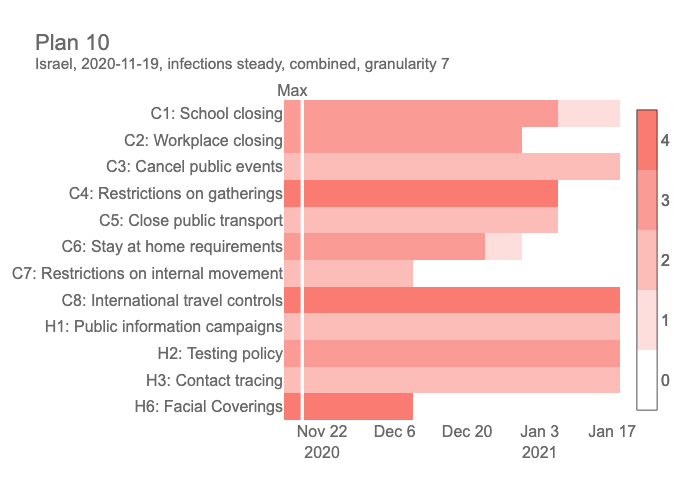 Plan 10
Israel, 2020-11-19, infections steady, combined, granularity 7
Max
C1: School closing
C2: Workplace closing
C3: Cancel public events
C4: Restrictions on gatherings
C5: Close public transport
C6: Stay at home requirements
C7: Restrictions on internal movement
C8: International travel controls
H1: Public information campaigns
H2: Testing policy
H3: Contact tracing
H6: Facial Coverings
Nov 22 Dec 6 Dec 20 Jan 3 Jan 17
2020 2021
4
3
2
1
0